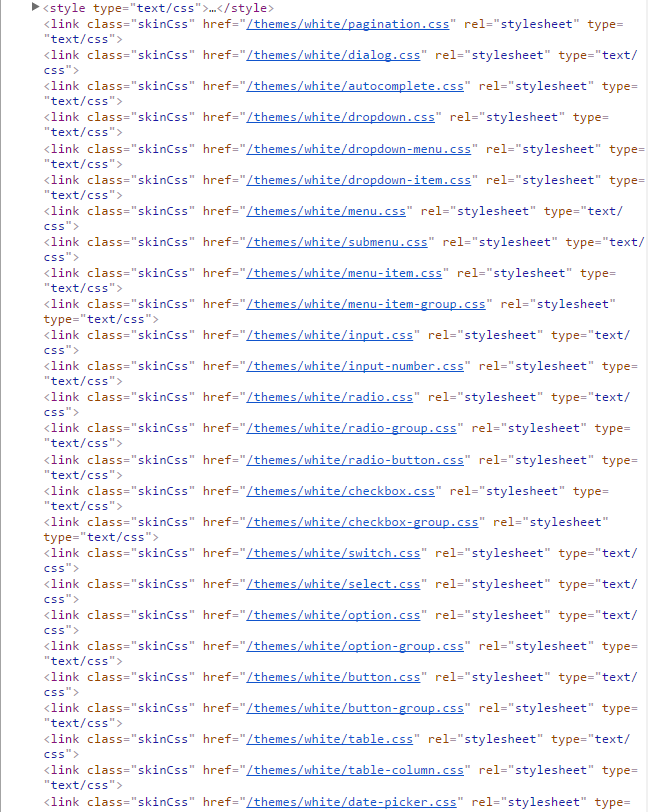 ▶<style type="text/css">…</style>
<link class="skinCss" href="/themes/white/pagination.css" rel="stylesheet" type=
"text/css">
<link class="skinCss" href="/themes/white/dialog.css" rel="stylesheet" type="text/
css">
<link class="skinCss" href="/themes/white/autocomplete.css" rel="stylesheet" type=
"text/css">
<link class="skinCss" href="/themes/white/dropdown.css" rel="stylesheet" type=
"text/css">
<link class="skinCss" href="/themes/white/dropdown-menu.css" rel="stylesheet" type=
"text/css">
<link class="skinCss" href="/themes/white/dropdown-item.css" rel="stylesheet" type=
"text/css">
<link class="skinCss" href="/themes/white/menu.css" rel="stylesheet" type="text/
css">
<link class="skinCss" href="/themes/white/submenu.css" rel="stylesheet" type="text/
css">
<link class="skinCss" href="/themes/white/menu-item.css" rel="stylesheet" type=
"text/css">
<link class="skinCss" href="/themes/white/menu-item-group.css" rel="stylesheet"
type="text/css">
<link class="skinCss" href="/themes/white/input.css" rel="stylesheet" type="text/
css">
<link class="skinCss" href="/themes/white/input-number.css" rel="stylesheet" type=
"text/css">
<link class="skinCss" href="/themes/white/radio.css" rel="stylesheet" type="text/
css">
<link class="skinCss" href="/themes/white/radio-group.css" rel="stylesheet" type=
"text/css">
<link class="skinCss" href="/themes/white/radio-button.css" rel="stylesheet" type=
"text/css">
<link class="skinCss" href="/themes/white/checkbox.css" rel="stylesheet" type=
"text/css">
<link class="skinCss" href="/themes/white/checkbox-group.css" rel="stylesheet"
type="text/css">
<link class="skinCss" href="/themes/white/switch.css" rel="stylesheet" type="text/
css">
<link class="skinCss" href="/themes/white/select.css" rel="stylesheet" type="text/
css">
<link class="skinCss" href="/themes/white/option.css" rel="stylesheet" type="text/
css">
<link class="skinCss" href="/themes/white/option-group.css" rel="stylesheet" type=
"text/css">
<link class="skinCss" href="/themes/white/button.css" rel="stylesheet" type="text/
css">
<link class="skinCss" href="/themes/white/button-group.css" rel="stylesheet" type=
"text/css">
<link class="skinCss" href="/themes/white/table.css" rel="stylesheet" type="text/
css">
<link class="skinCss" href="/themes/white/table-column.css" rel="stylesheet" type=
"text/css">
<link class="skinCss" href="/themes/white/date-picker.css" rel="stylesheet" type=